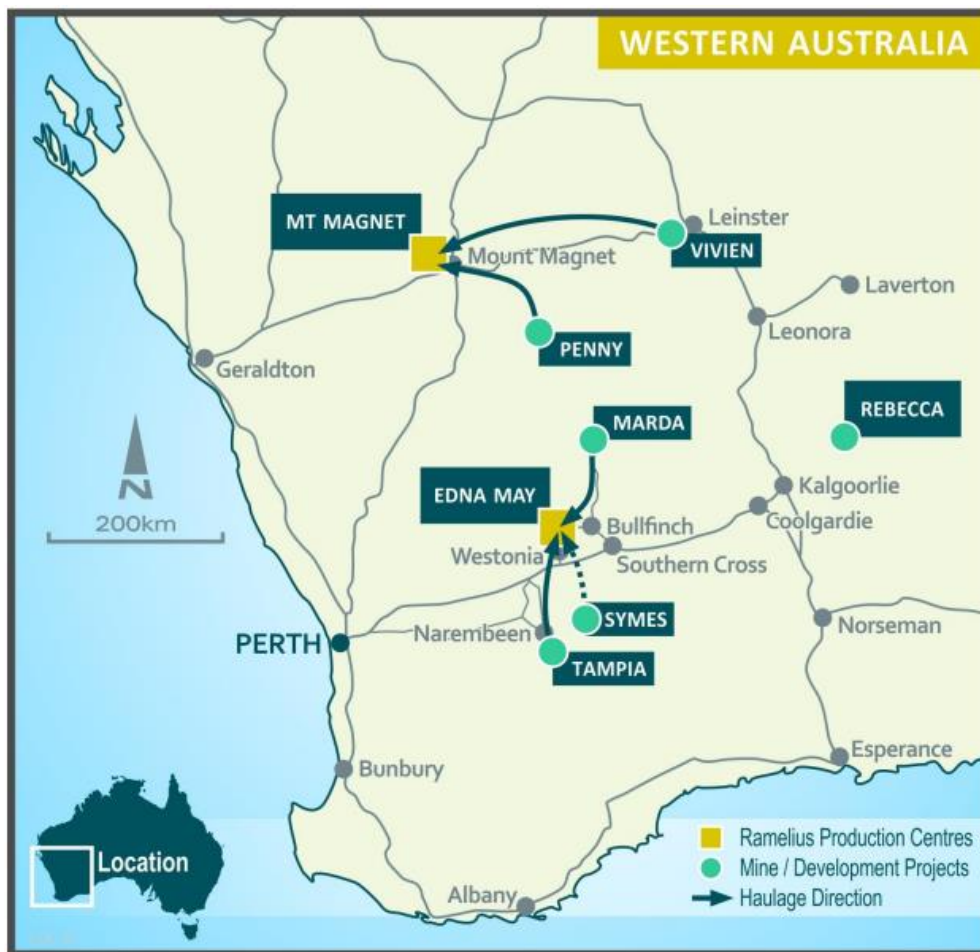 WESTERN AUSTRALIA
MT MAGNET
Leinster
VIVIEN
Mount Magnet
Laverton
Leonora
PENNY
Geraldton
REBECCA
MARDA
N
200km
EDNA MAY
Kalgoorlie
Coolgardie
Bullfinch
Westonia
Southern Cross
SYMES
Norseman
Narembeen
PERTH
TAMPIA
Esperance
Bunbury
Location
Ramelius Production Centres
Mine / Development Projects
Haulage Direction
Albany